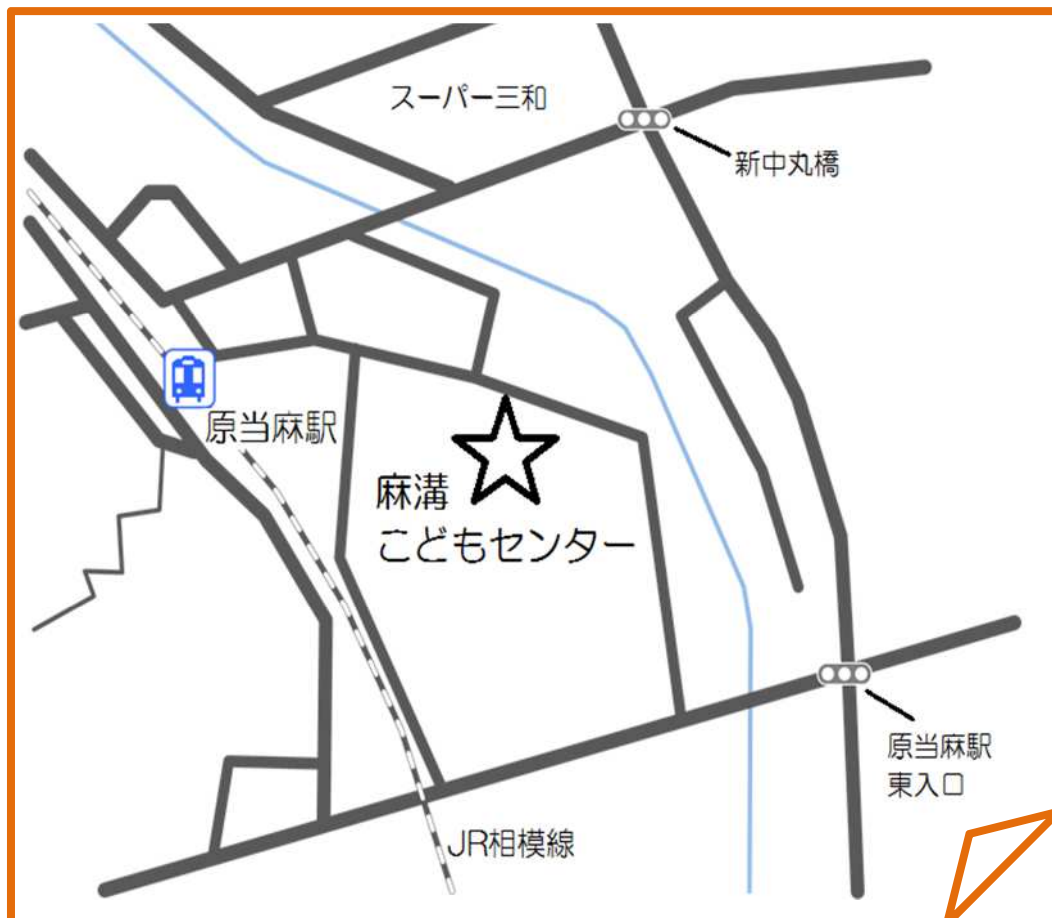 スーパー三和
新中丸橋
原当麻駅
麻溝
こどもセンター
原当麻駅
東入口
JR相模線